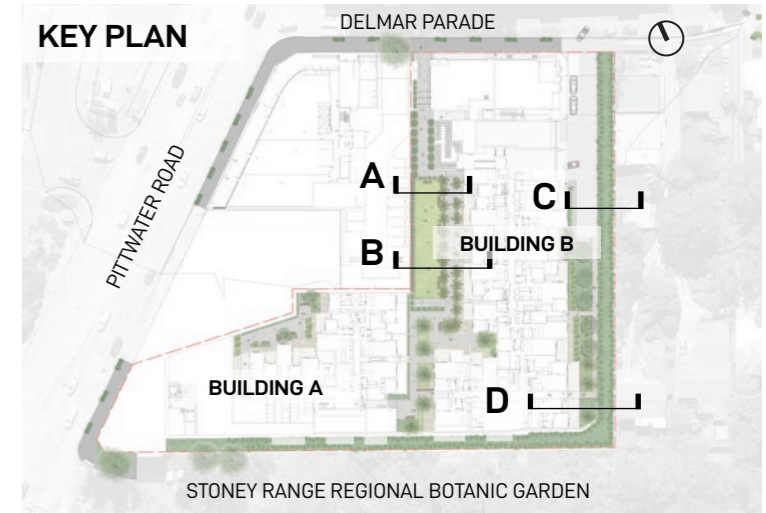 KEY PLAN
DELMAR PARADE
PITTWATER ROAD
A
C
B
BUILDING B
BUILDING A
D
STONEY RANGE REGIONAL BOTANIC GARDEN